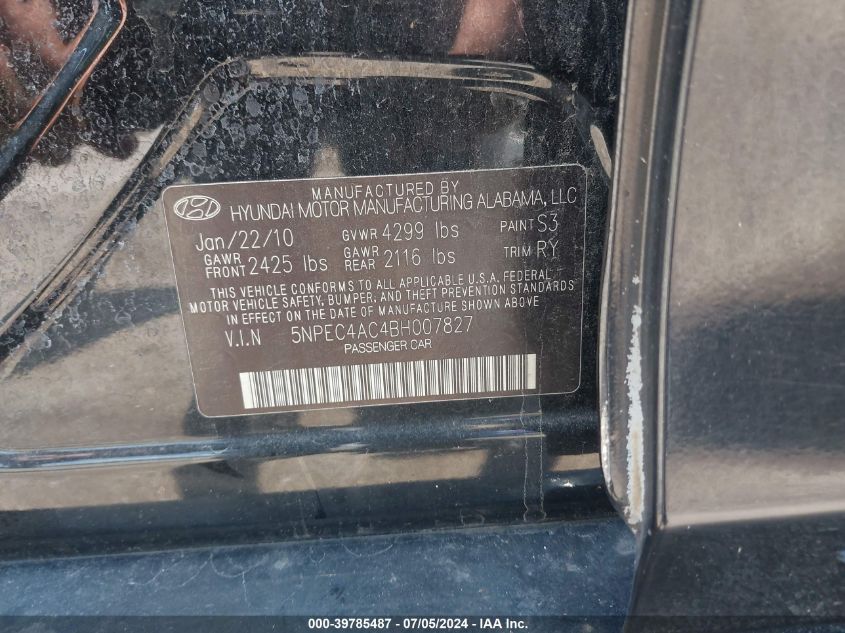 MANUFACTURED BY
HYUNDAI MOTOR MANUFACTURING ALABAMA, LLC
Jan/22/10 GVWR 4299 lbs PAINT S3
GAWR FRONT 2425 lbs GAWR REAR 2116 lbs TRIM RY
THIS VEHICLE CONFORMS TO ALL APPLICABLE U.S.A. FEDERAL
MOTOR VEHICLE SAFETY, BUMPER, AND THEFT PREVENTION STANDARDS
IN EFFECT ON THE DATE OF MANUFACTURE SHOWN ABOVE
V.I.N 5NPEC4AC4BH007827
PASSENGER CAR
000-39785487 - 07/05/2024 - IAA Inc.